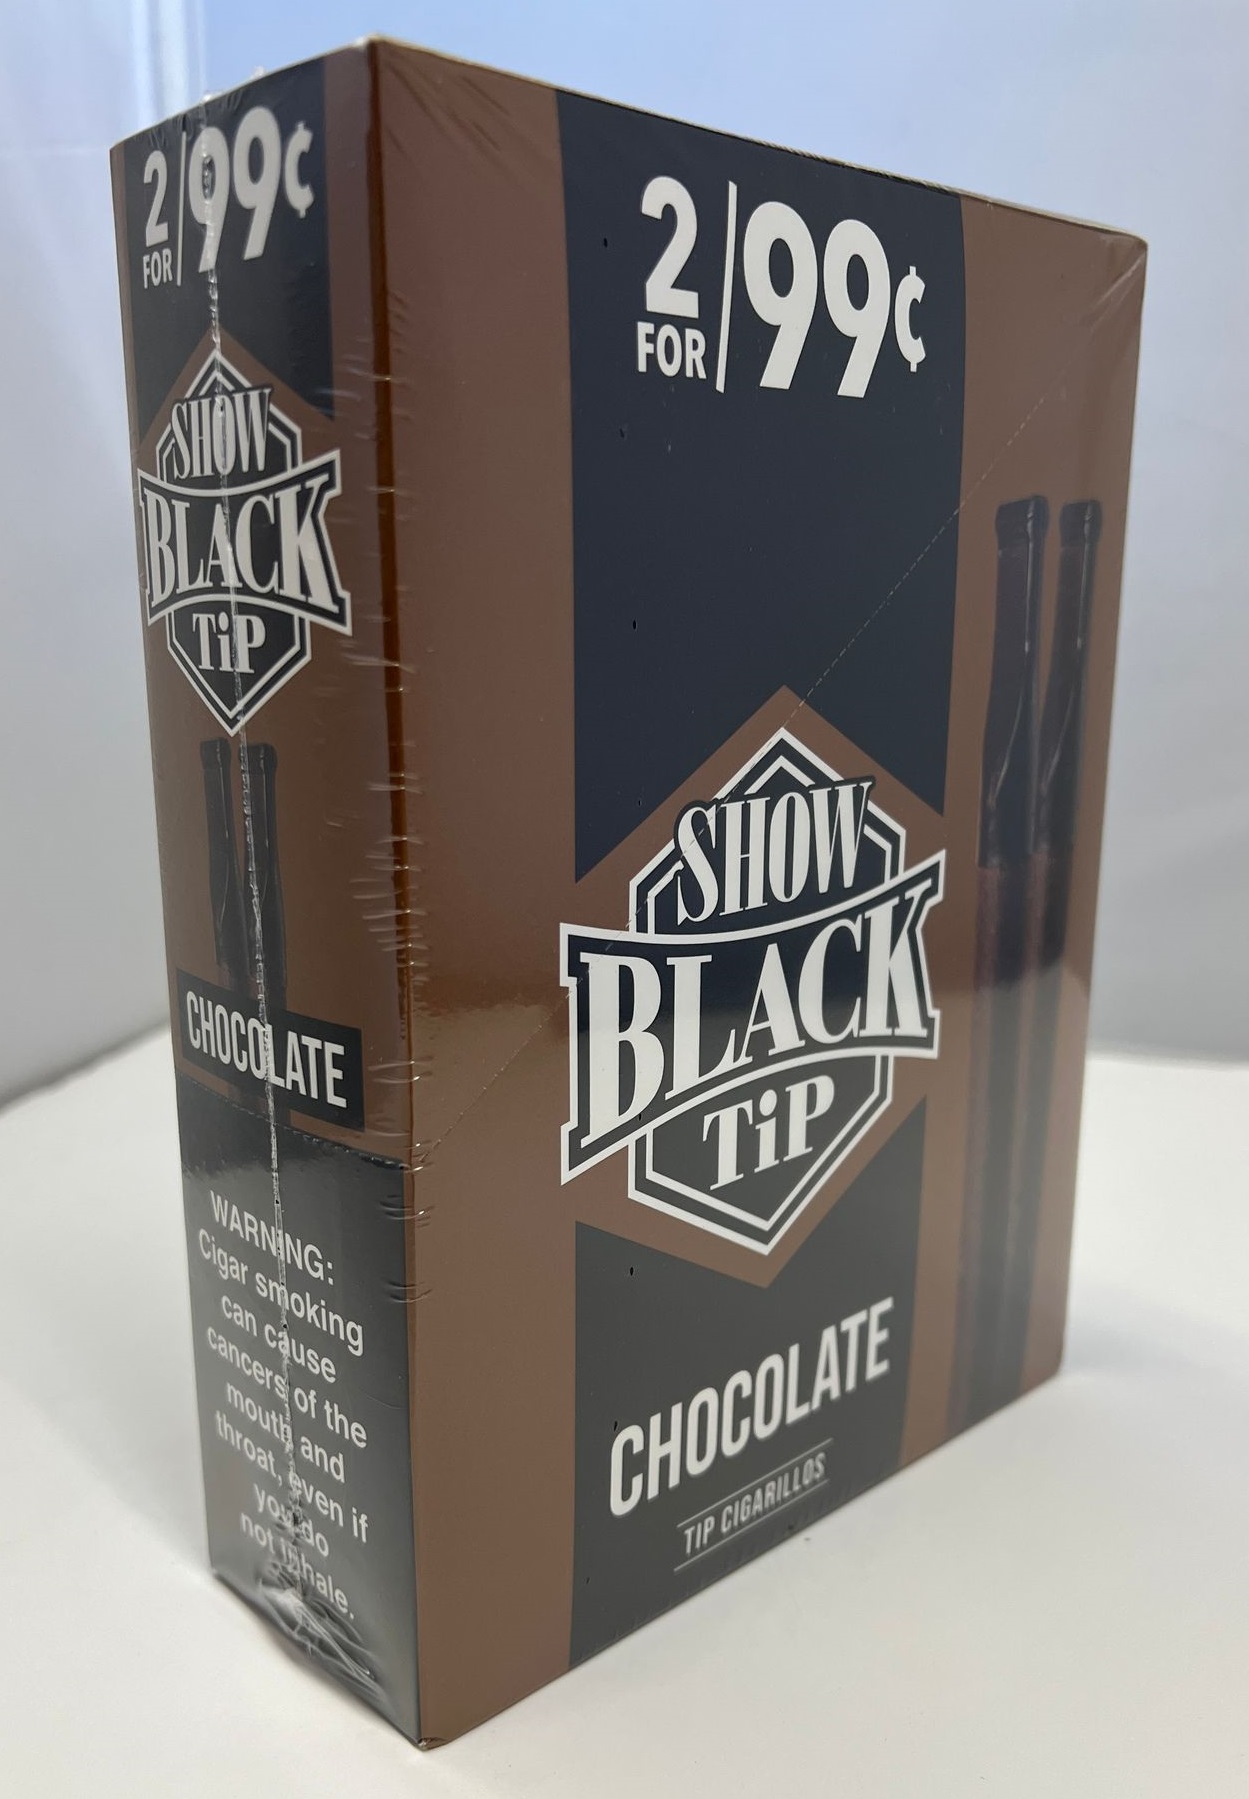 2 FOR/99¢
SHOW
BLACK
TiP
CHOCOLATE
WARNING:
Cigar smoking
can cause
cancers of the
mouth and
throat, even if
you do
not inhale.
2 FOR/99¢
SHOW
BLACK
TiP
CHOCOLATE
TIP CIGARILLOS